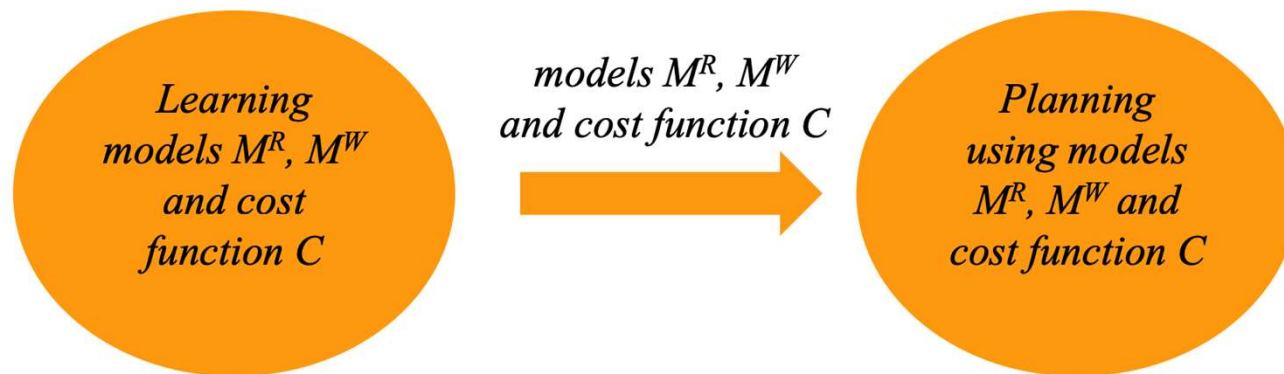 Learning
models M^R, M^W
and cost
function C
models M^R, M^W
and cost function C
Planning
using models
M^R, M^W and
cost function C